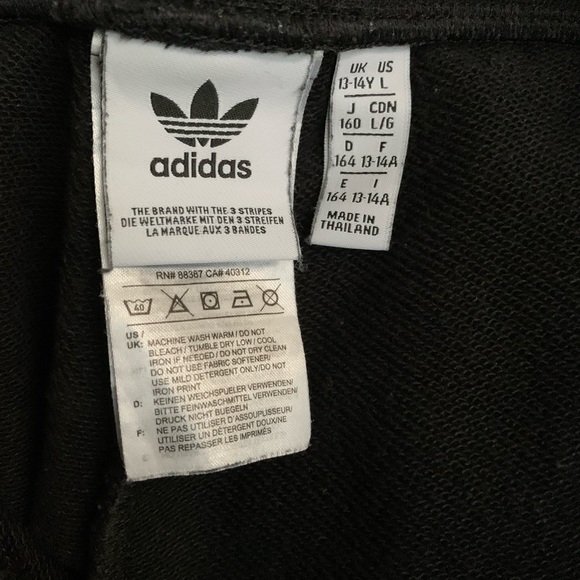 adidas
THE BRAND WITH THE 3 STRIPES
DIE WELTMARKE MIT DEN 3 STREIFEN
LA MARQUE AUX 3 BANDES
UK US
13-14Y L
J CDN
160 L/G
D F
164 13-14A
E I
164 13-14A
MADE IN
THAILAND
RN# 88387 CA# 40312
40
US /
UK: MACHINE WASH WARM / DO NOT
BLEACH / TUMBLE DRY LOW / COOL
IRON IF NEEDED / DO NOT DRY CLEAN
DO NOT USE FABRIC SOFTENER/
USE MILD DETERGENT ONLY/DO NOT
IRON PRINT
D: KEINEN WEICHSPUELER VERWENDEN/
BITTE FEINWASCHMITTEL VERWENDEN/
DRUCK NICHT BUEGELN
F: NE PAS UTILISER D'ASSOUPLISSEUR/
UTILISER UN DÉTERGENT DOUX/NE
PAS REPASSER LES IMPRIMÉS